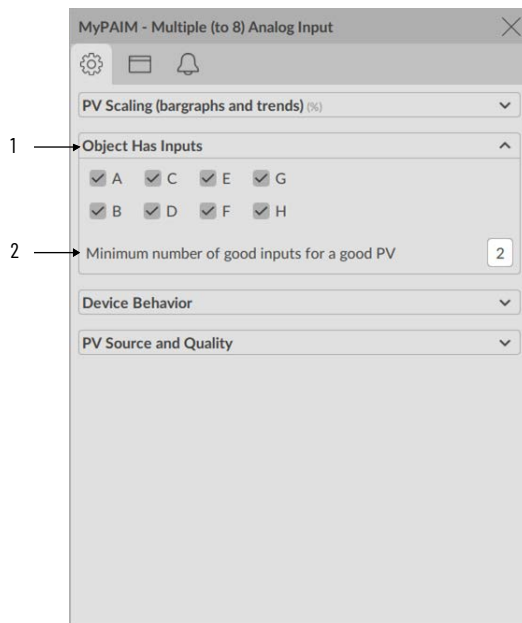 MyPAIM - Multiple (to 8) Analog Input
PV Scaling (bargraphs and trends) (%)
1
Object Has Inputs
A C E G
B D F H
2
Minimum number of good inputs for a good PV 2
Device Behavior
PV Source and Quality